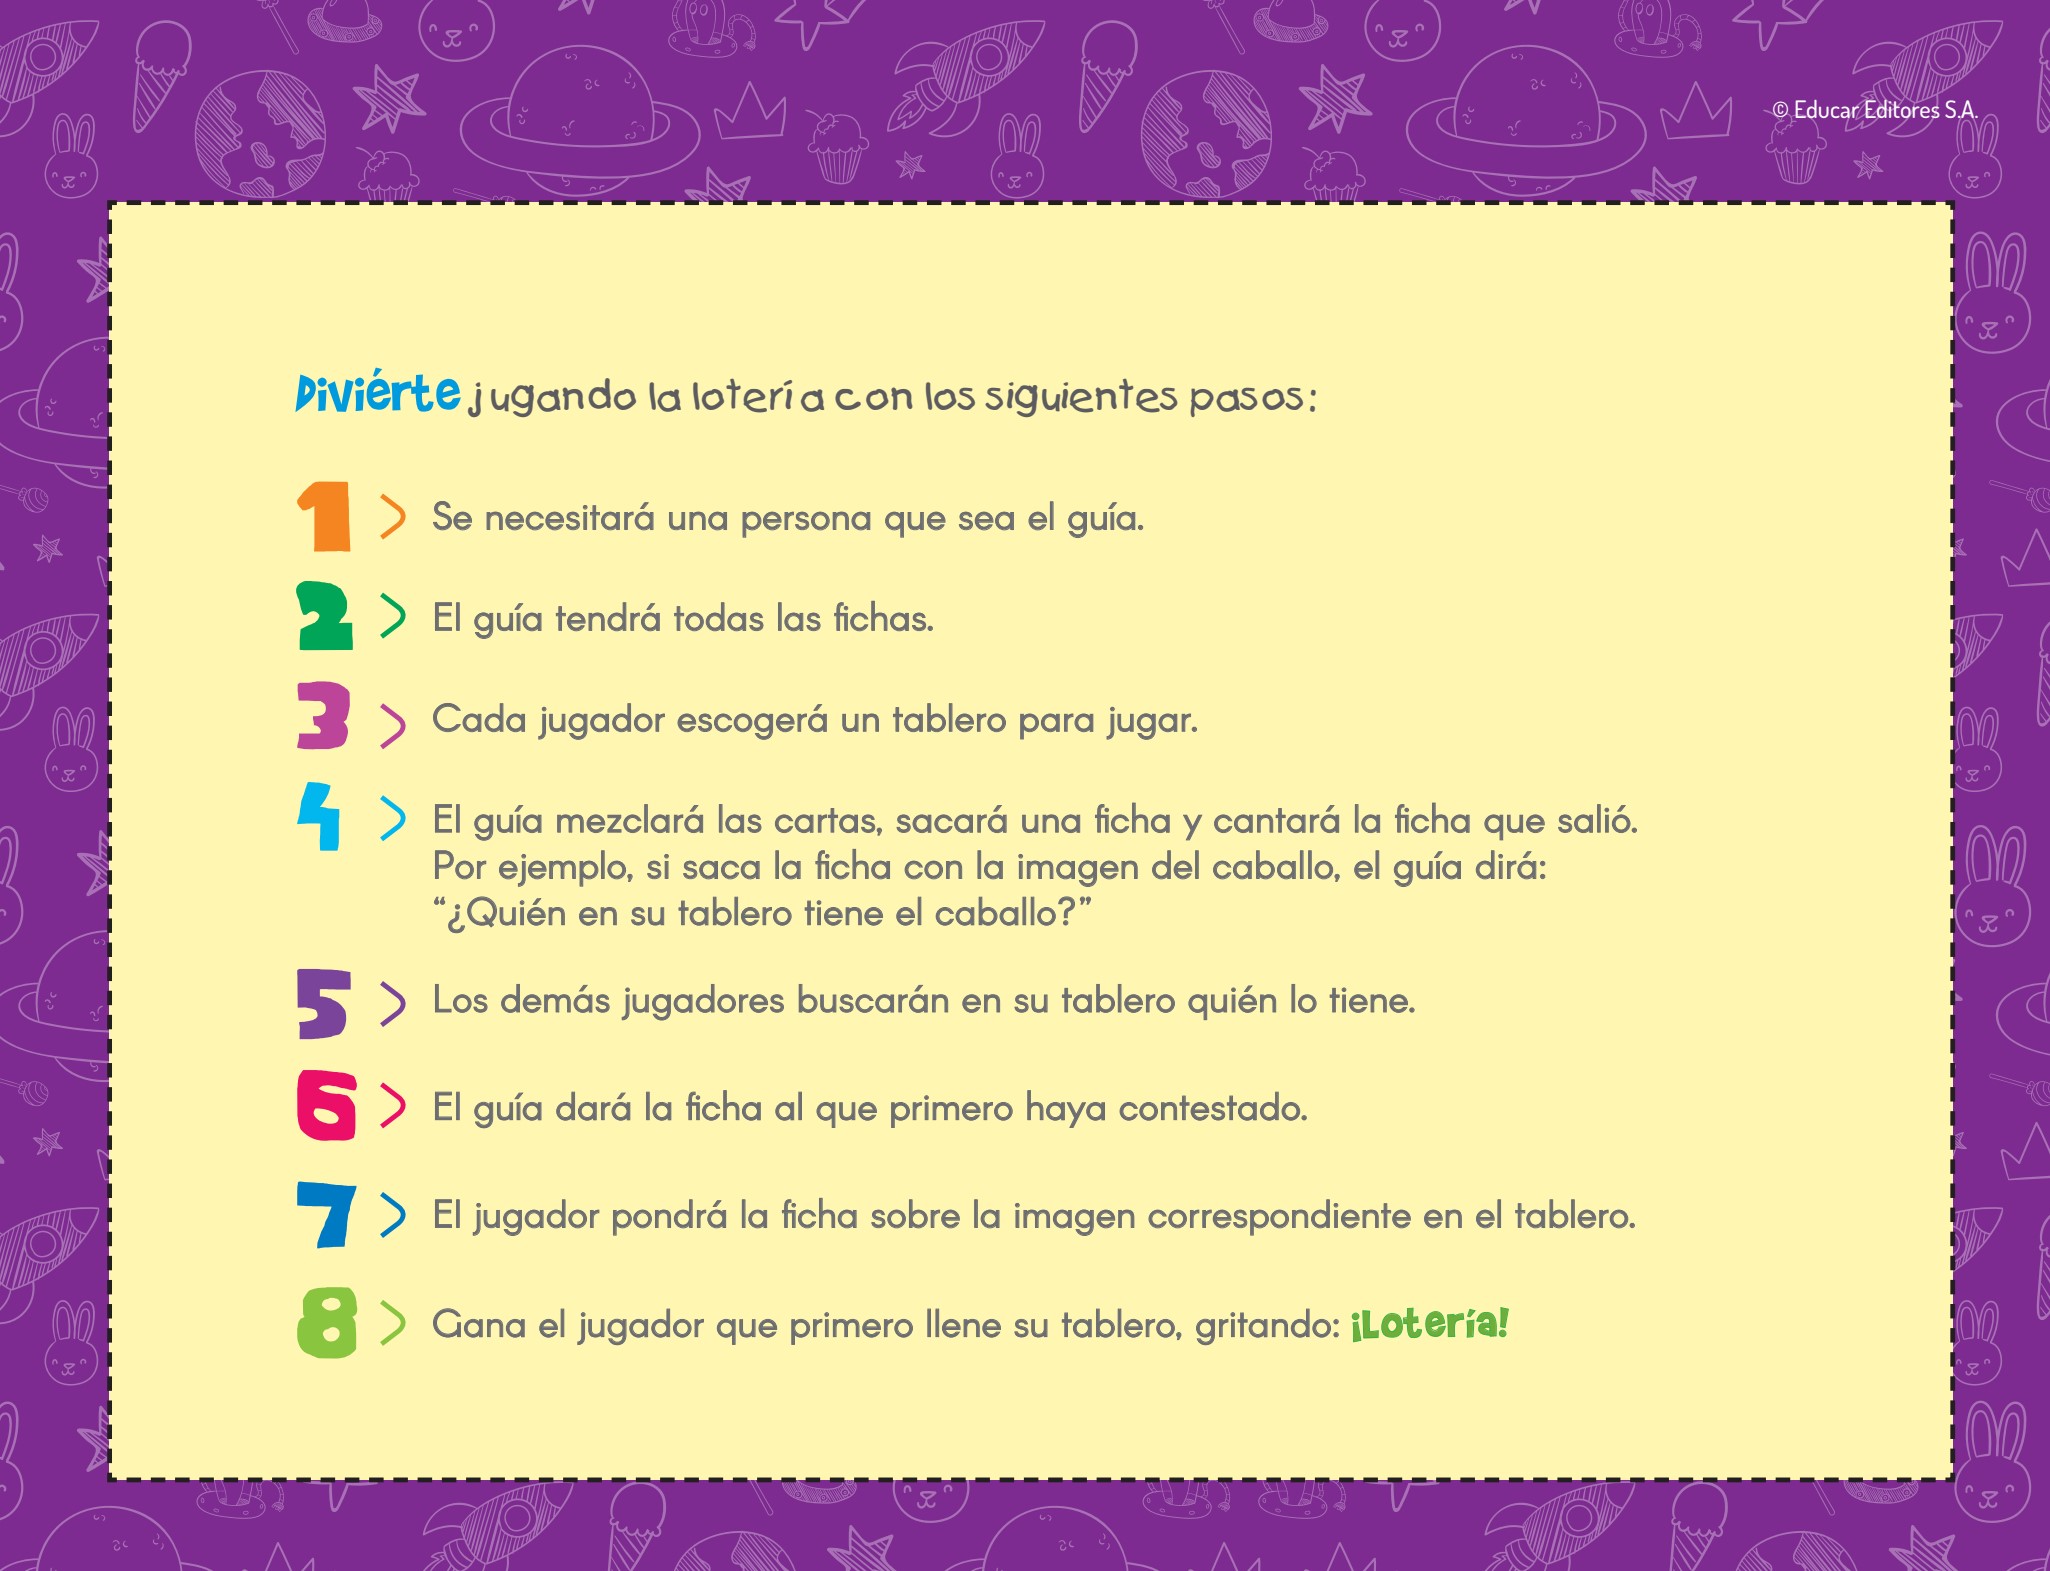 © Educar Editores S.A.
Diviérte jugando la lotería con los siguientes pasos:
1 > Se necesitará una persona que sea el guía.
2 > El guía tendrá todas las fichas.
3 > Cada jugador escogerá un tablero para jugar.
4 > El guía mezclará las cartas, sacará una ficha y cantará la ficha que salió.
Por ejemplo, si saca la ficha con la imagen del caballo, el guía dirá:
“¿Quién en su tablero tiene el caballo?”
5 > Los demás jugadores buscarán en su tablero quién lo tiene.
6 > El guía dará la ficha al que primero haya contestado.
7 > El jugador pondrá la ficha sobre la imagen correspondiente en el tablero.
8 > Gana el jugador que primero llene su tablero, gritando: ¡Lotería!